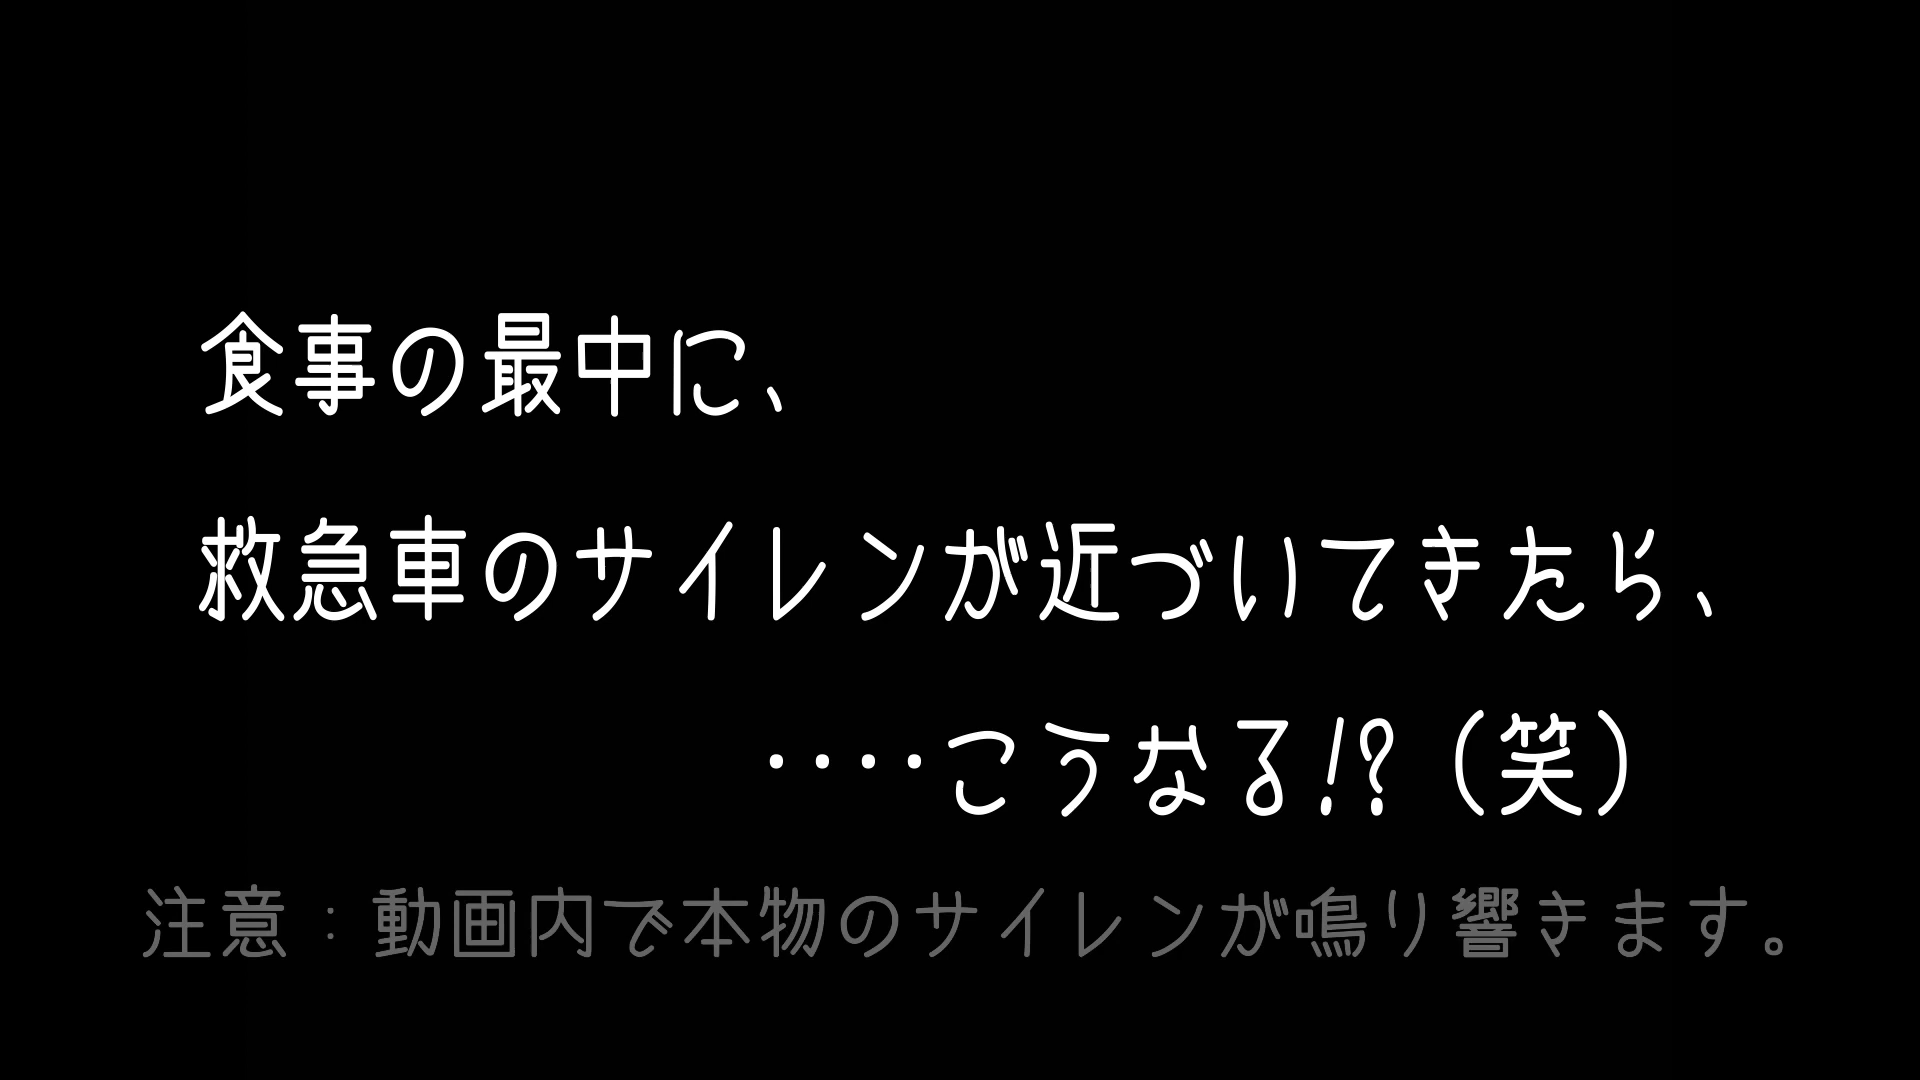 食事の最中に、
救急車のサイレンが近づいてきたら、
････こうなる!?（笑）
注意：動画内で本物のサイレンが鳴り響きます。